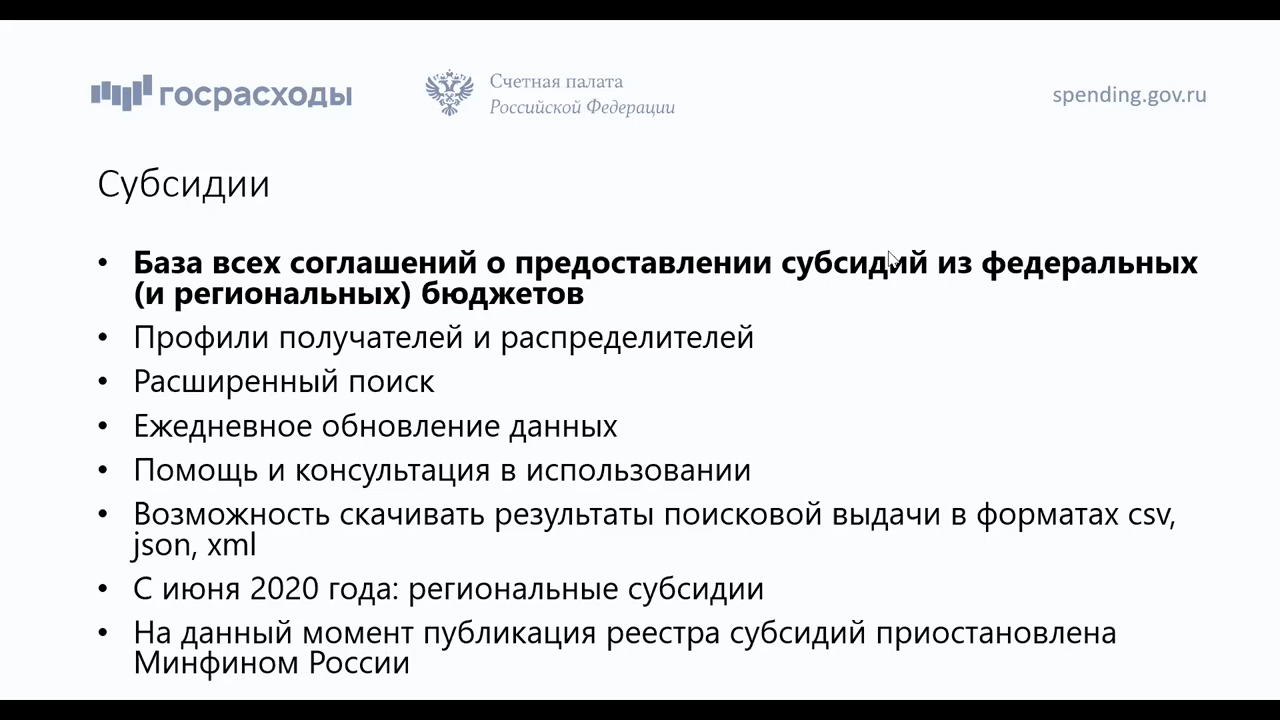 госрасходы
Счетная палата
Российской Федерации
spending.gov.ru
Субсидии
• База всех соглашений о предоставлении субсидий из федеральных
(и региональных) бюджетов
• Профили получателей и распределителей
• Расширенный поиск
• Ежедневное обновление данных
• Помощь и консультация в использовании
• Возможность скачивать результаты поисковой выдачи в форматах csv,
json, xml
• С июня 2020 года: региональные субсидии
• На данный момент публикация реестра субсидий приостановлена
Минфином России